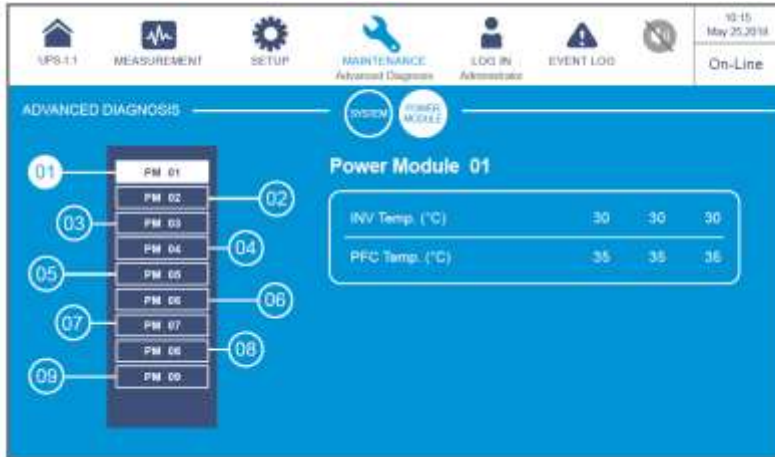 10:15
May 25,2018
UPS-1.1
MEASUREMENT
SETUP
MAINTENANCE
Advanced Diagnosis
LOG IN
Administrator
EVENT LOG
On-Line
ADVANCED DIAGNOSIS
SYSTEM
POWER MODULE
Power Module 01
01
PM 01
PM 02
02
03
PM 03
PM 04
04
05
PM 05
PM 06
06
07
PM 07
PM 08
08
09
PM 09
INV Temp. (°C) 30 30 30
PFC Temp. (°C) 35 35 35